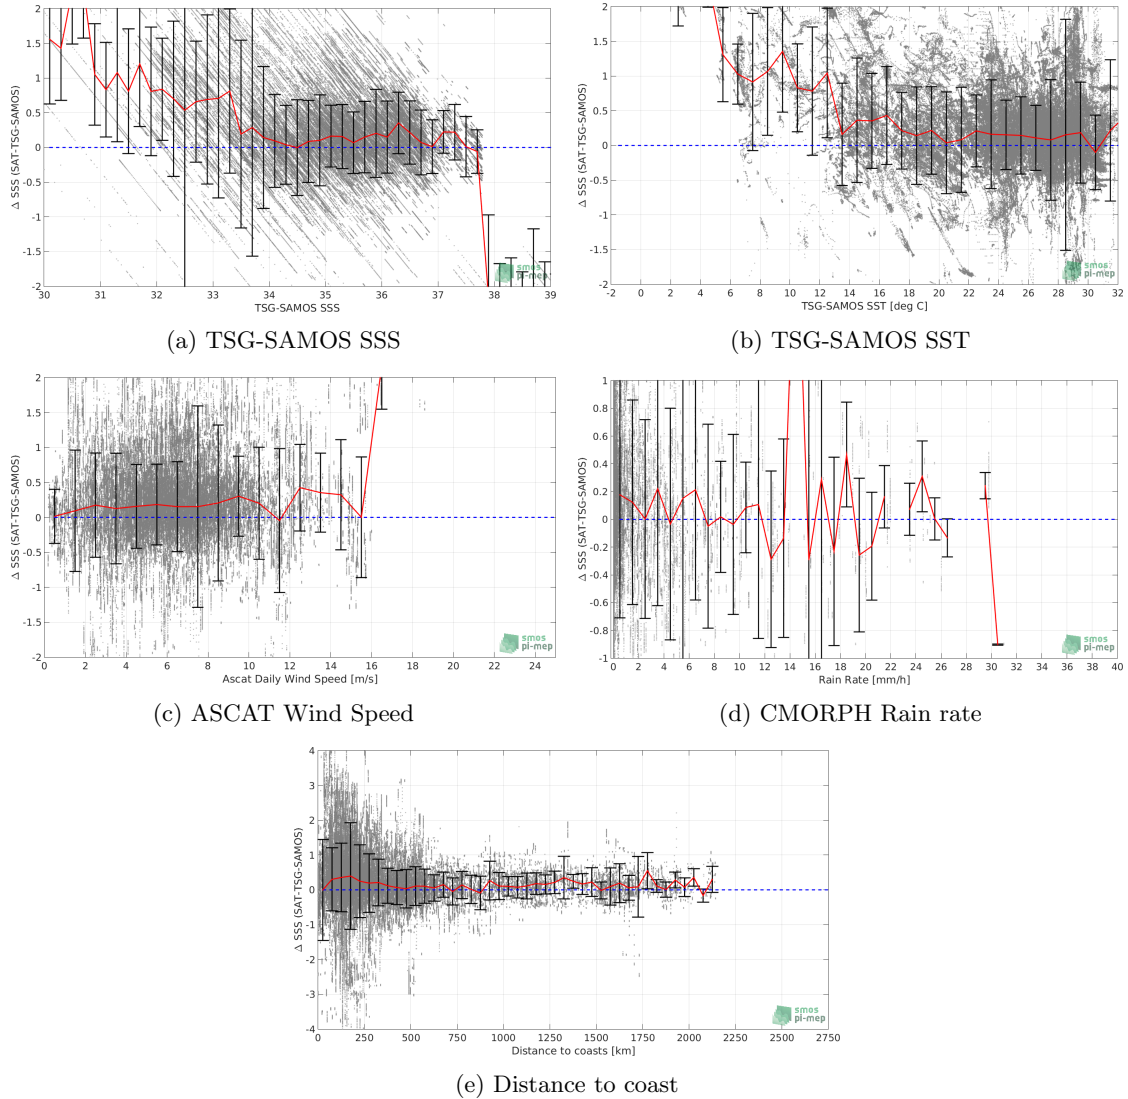 Δ SSS (SAT-TSG-SAMOS)
2
1.5
1
0.5
0
-0.5
-1
-1.5
-2
30 31 32 33 34 35 36 37 38 39
TSG-SAMOS SSS
smos
pi-mep
(a) TSG-SAMOS SSS
Δ SSS (SAT-TSG-SAMOS)
2
1.5
1
0.5
0
-0.5
-1
-1.5
-2
-2 0 2 4 6 8 10 12 14 16 18 20 22 24 26 28 30 32
TSG-SAMOS SST [deg C]
smos
pi-mep
(b) TSG-SAMOS SST
Δ SSS (SAT-TSG-SAMOS)
2
1.5
1
0.5
0
-0.5
-1
-1.5
-2
0 2 4 6 8 10 12 14 16 18 20 22 24
Ascat Daily Wind Speed [m/s]
smos
pi-mep
(c) ASCAT Wind Speed
Δ SSS (SAT-TSG-SAMOS)
1
0.8
0.6
0.4
0.2
0
-0.2
-0.4
-0.6
-0.8
-1
0 2 4 6 8 10 12 14 16 18 20 22 24 26 28 30 32 34 36 38 40
Rain Rate [mm/h]
smos
pi-mep
(d) CMORPH Rain rate
Δ SSS (SAT-TSG-SAMOS)
4
3
2
1
0
-1
-2
-3
-4
0 250 500 750 1000 1250 1500 1750 2000 2250 2500 2750
Distance to coasts [km]
smos
pi-mep
(e) Distance to coast